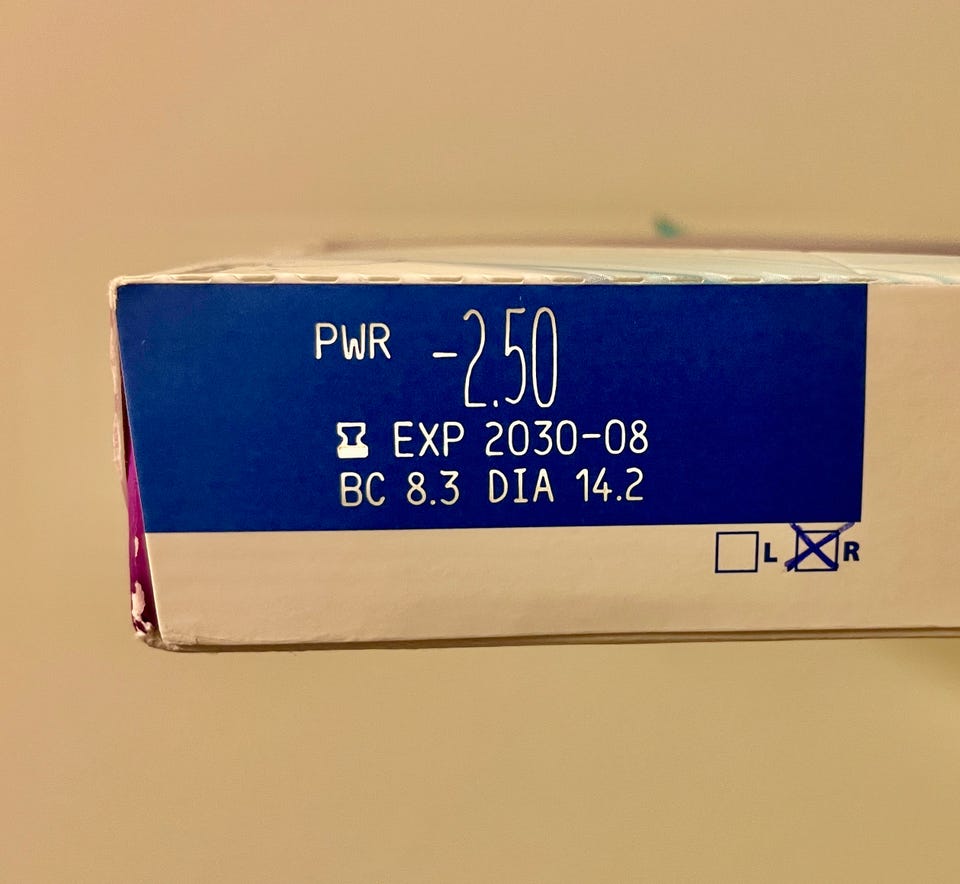 PWR -2.50
EXP 2030-08
BC 8.3 DIA 14.2
L R